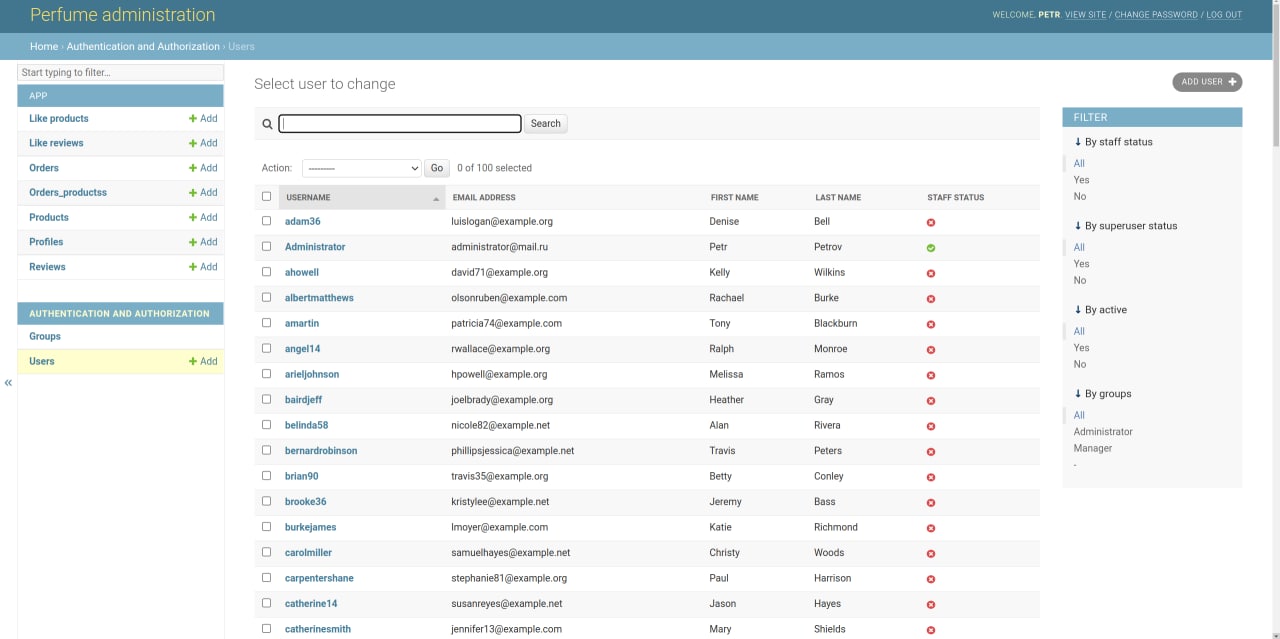 Perfume administration
WELCOME, PETR. VIEW SITE / CHANGE PASSWORD / LOG OUT
Home › Authentication and Authorization › Users
Start typing to filter...
APP
Like products Add
Like reviews Add
Orders Add
Orders_productss Add
Products Add
Profiles Add
Reviews Add
AUTHENTICATION AND AUTHORIZATION
Groups
Users Add
«
Select user to change
ADD USER
Search
Action: --------- Go 0 of 100 selected
USERNAME EMAIL ADDRESS FIRST NAME LAST NAME STAFF STATUS
adam36 luislogan@example.org Denise Bell
Administrator administrator@mail.ru Petr Petrov
ahowell david71@example.org Kelly Wilkins
albertmatthews olsonruben@example.com Rachael Burke
amartin patricia74@example.com Tony Blackburn
angel14 rwallace@example.org Ralph Monroe
arieljohnson hpowell@example.org Melissa Ramos
bairdjeff joelbrady@example.org Heather Gray
belinda58 nicole82@example.net Alan Rivera
bernardrobinson phillipsjessica@example.net Travis Peters
brian90 travis35@example.org Betty Conley
brooke36 kristylee@example.net Jeremy Bass
burkejames lmoyer@example.com Katie Richmond
carolmiller samuelhayes@example.net Christy Woods
carpentershane stephanie81@example.org Paul Harrison
catherine14 susanreyes@example.net Jason Hayes
catherinesmith jennifer13@example.com Mary Shields
FILTER
↓ By staff status
All
Yes
No
↓ By superuser status
All
Yes
No
↓ By active
All
Yes
No
↓ By groups
All
Administrator
Manager
-